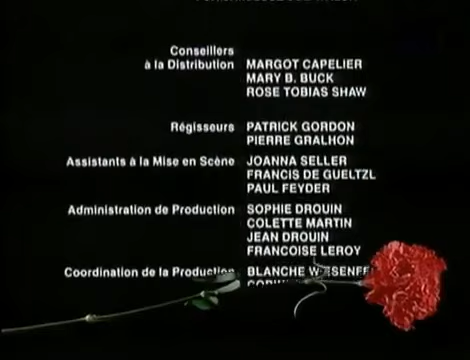 Conseillers
à la Distribution MARGOT CAPELIER
MARY B. BUCK
ROSE TOBIAS SHAW
Régisseurs PATRICK GORDON
PIERRE GRALHON
Assistants à la Mise en Scène JOANNA SELLER
FRANCIS DE GUELTZL
PAUL FEYDER
Administration de Production SOPHIE DROUIN
COLETTE MARTIN
JEAN DROUIN
FRANCOISE LEROY
Coordination de la Production BLANCHE